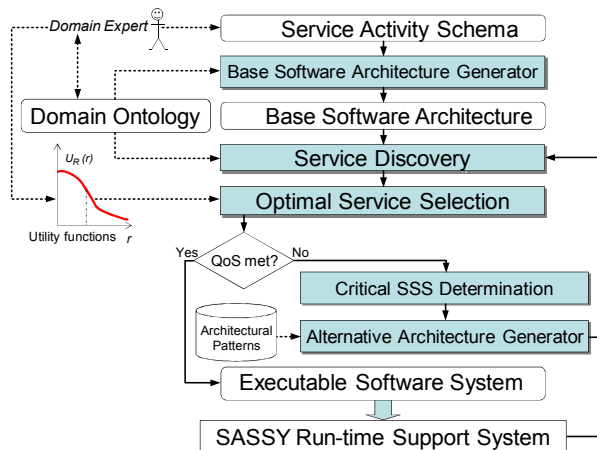 Domain Expert
Service Activity Schema
Base Software Architecture Generator
Domain Ontology
Base Software Architecture
Service Discovery
U_R (r)
Optimal Service Selection
Utility functions r
Yes
QoS met?
No
Critical SSS Determination
Architectural
Patterns
Alternative Architecture Generator
Executable Software System
SASSY Run-time Support System